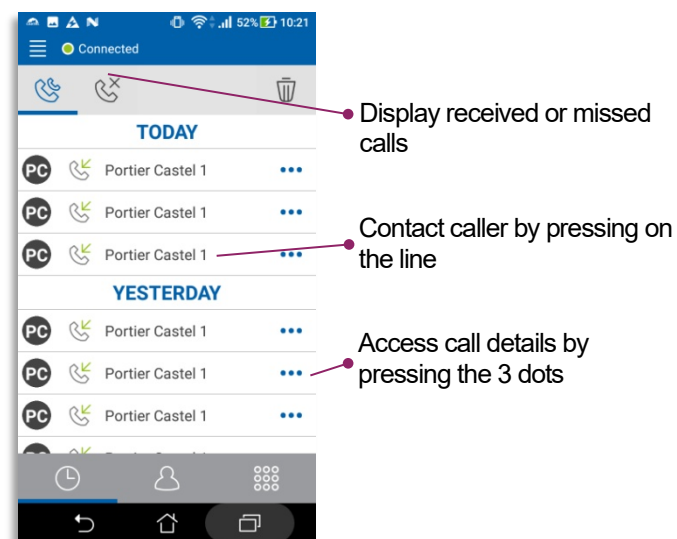 52% 10:21
Connected
TODAY
PC Portier Castel 1 •••
PC Portier Castel 1 •••
PC Portier Castel 1 •••
YESTERDAY
PC Portier Castel 1 •••
PC Portier Castel 1 •••
PC Portier Castel 1 •••
Display received or missed
calls
Contact caller by pressing on
the line
Access call details by
pressing the 3 dots